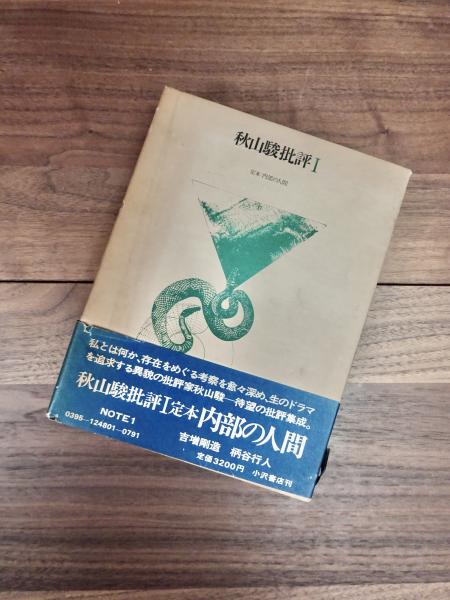 秋山駿批評I
定本・内部の人間
私とは何か、存在をめぐる考察を愈々深め、生のドラマ
を追求する異貌の批評家秋山駿—待望の批評集成。
秋山駿批評I定本内部の人間
NOTE1
0395—124801—0791
吉増剛造 柄谷行人
定価3200円 小沢書店刊